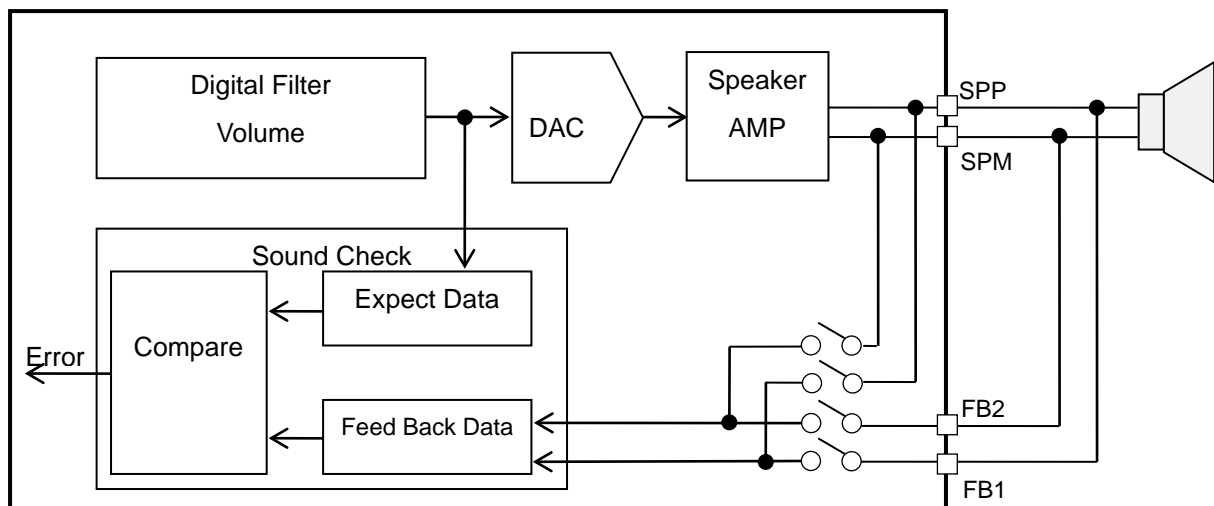 Digital Filter
Volume
DAC
Speaker
AMP
SPP
SPM
Sound Check
Expect Data
Compare
Error
Feed Back Data
FB2
FB1